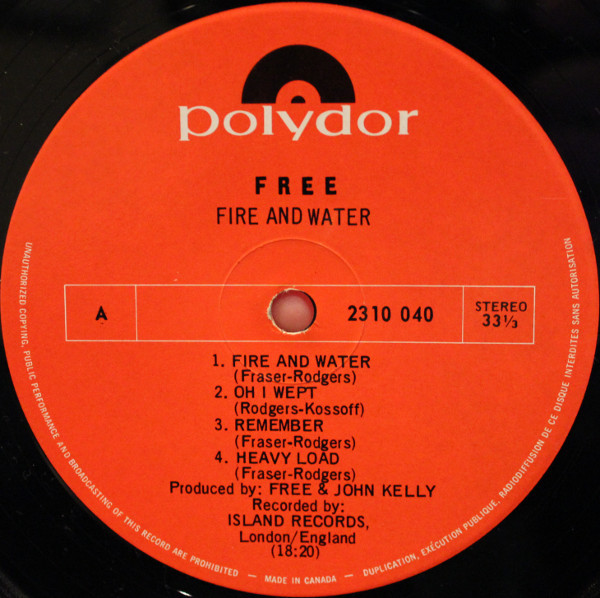 polydor
FREE
FIRE AND WATER
A
2310 040
STEREO
33⅓
1. FIRE AND WATER
(Fraser-Rodgers)
2. OH I WEPT
(Rodgers-Kossoff)
3. REMEMBER
(Fraser-Rodgers)
4. HEAVY LOAD
(Fraser-Rodgers)
Produced by: FREE & JOHN KELLY
Recorded by:
ISLAND RECORDS,
London/England
(18:20)
UNAUTHORIZED COPYING, PUBLIC PERFORMANCE AND BROADCASTING OF THIS RECORD ARE PROHIBITED — MADE IN CANADA — DUPLICATION, EXÉCUTION PUBLIQUE, RADIODIFFUSION DE CE DISQUE INTERDITES SANS AUTORISATION